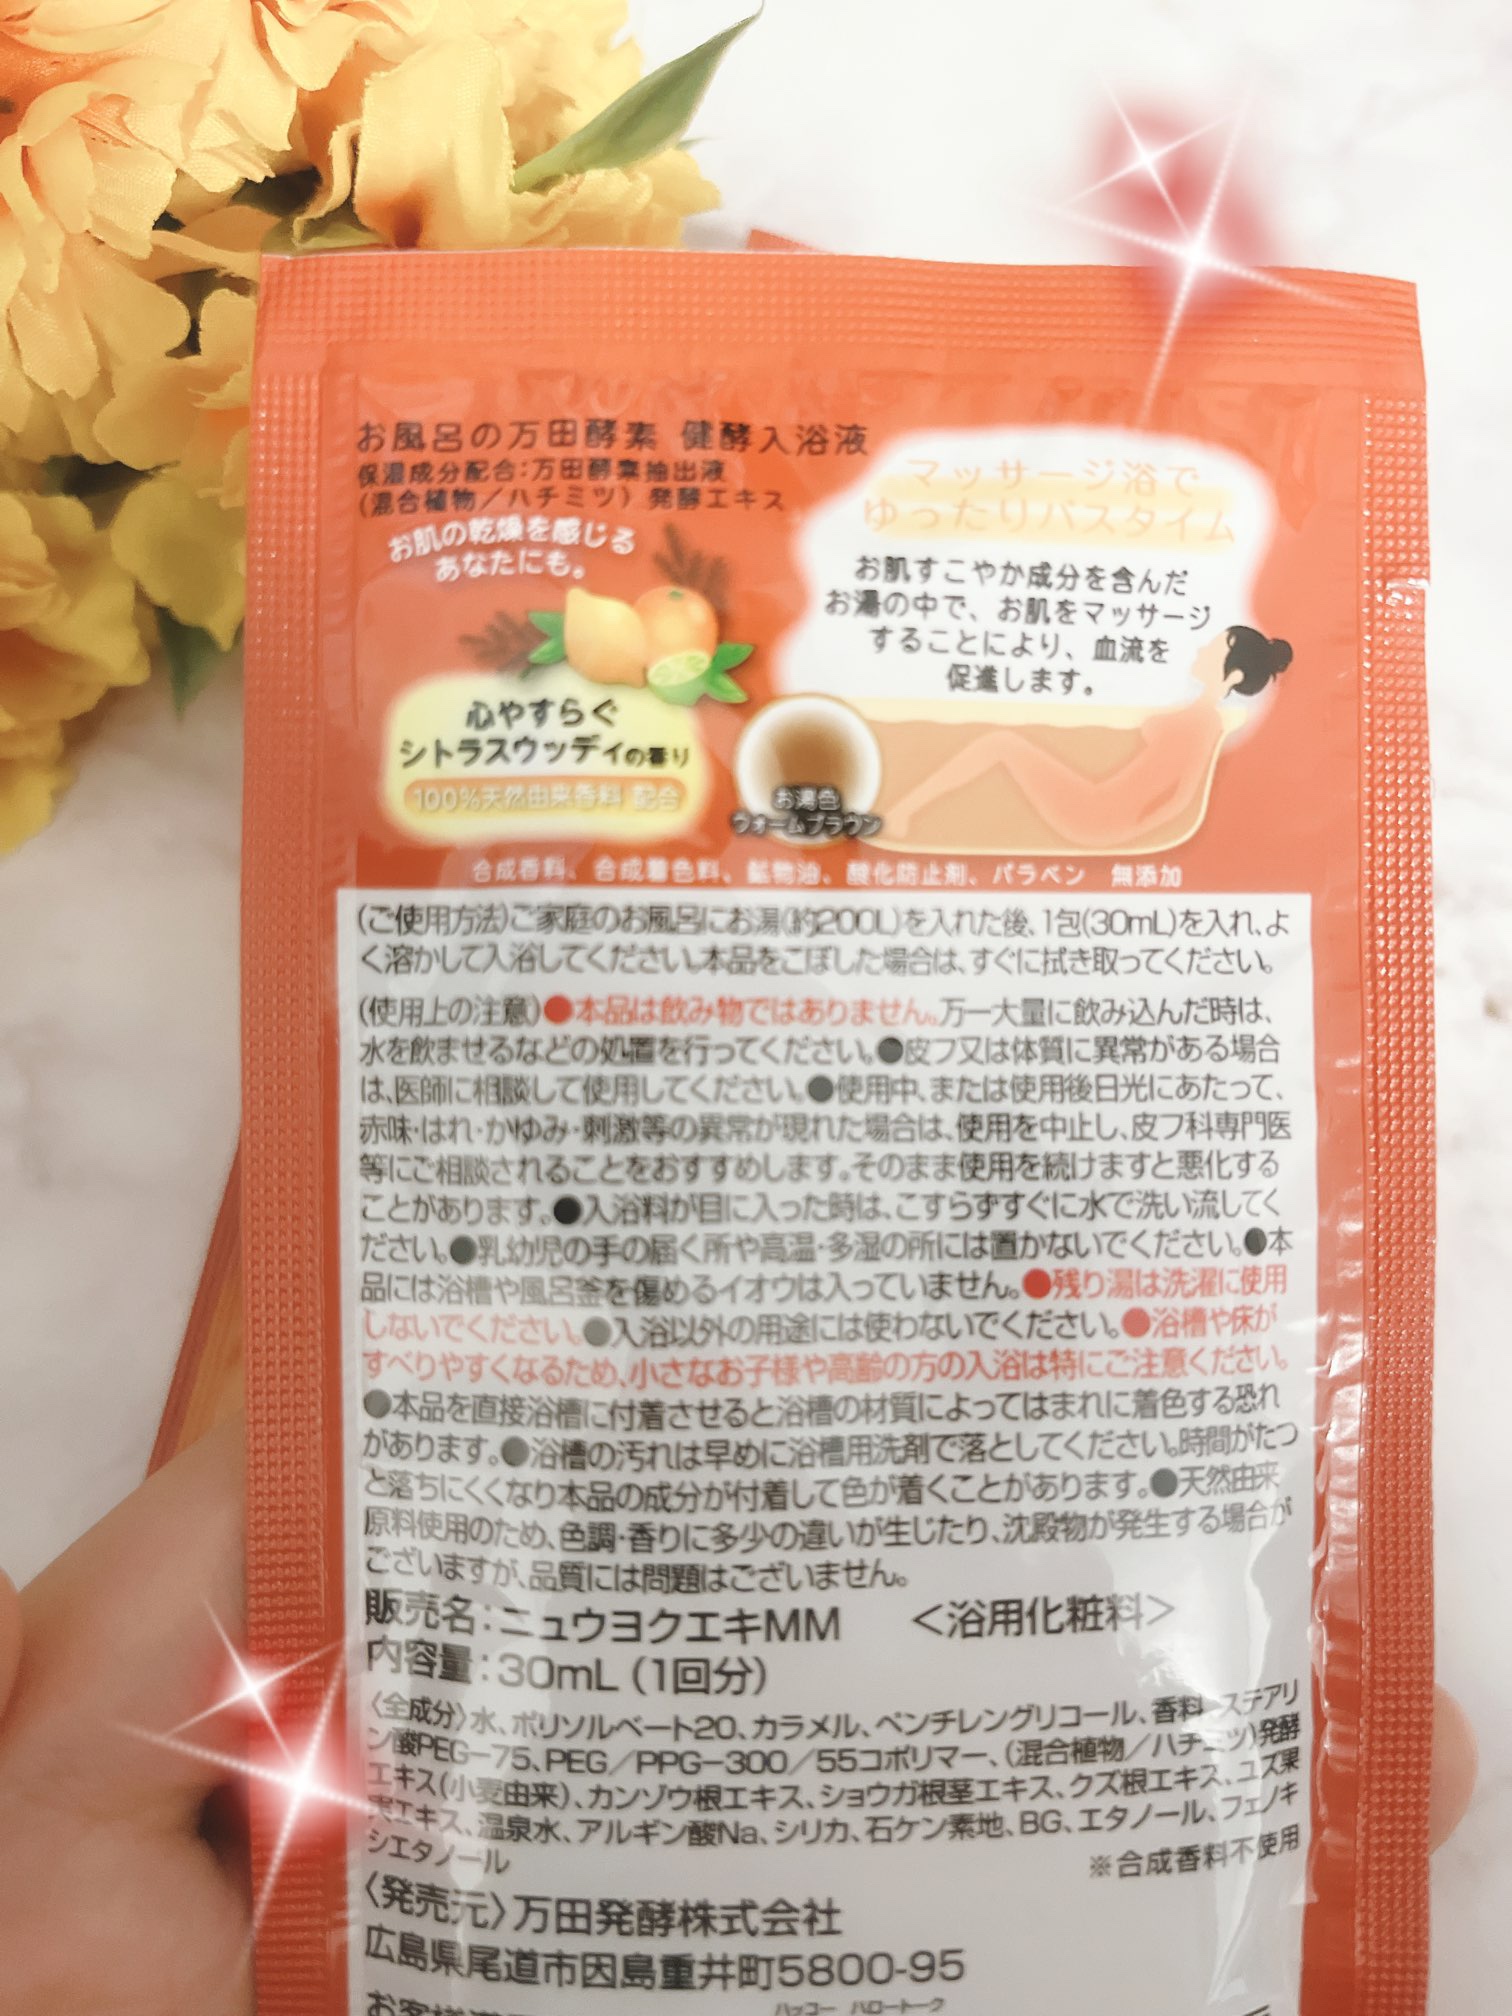 お風呂の万田酵素 健酵入浴液
保湿成分配合:万田酵素抽出液
(混合植物/ハチミツ)発酵エキス
お肌の乾燥を感じる
あなたにも。
マッサージ浴で
ゆったりバスタイム
お肌すこやか成分を含んだ
お湯の中で、お肌をマッサージ
することにより、血流を
促進します。
心やすらぐ
シトラスウッディの香り
100%天然由来香料 配合
お湯色
ウォームブラウン
合成香料、合成着色料、鉱物油、酸化防止剤、パラベン 無添加
(ご使用方法)ご家庭のお風呂にお湯(約200L)を入れた後、1包(30mL)を入れ、よ
く溶かして入浴してください。本品をこぼした場合は、すぐに拭き取ってください。
(使用上の注意)●本品は飲み物ではありません。万一大量に飲み込んだ時は、
水を飲ませるなどの処置を行ってください。●皮フ又は体質に異常がある場合
は、医師に相談して使用してください。●使用中、または使用後日光にあたって、
赤味・はれ・かゆみ・刺激等の異常が現れた場合は、使用を中止し、皮フ科専門医
等にご相談されることをおすすめします。そのまま使用を続けますと悪化する
ことがあります。●入浴料が目に入った時は、こすらずすぐに水で洗い流してく
ださい。●乳幼児の手の届く所や高温・多湿の所には置かないでください。●本
品には浴槽や風呂釜を傷めるイオウは入っていません。●残り湯は洗濯に使用
しないでください。●入浴以外の用途には使わないでください。●浴槽や床が
すべりやすくなるため、小さなお子様や高齢の方の入浴は特にご注意ください。
●本品を直接浴槽に付着させると浴槽の材質によってはまれに着色する恐れ
があります。●浴槽の汚れは早めに浴槽用洗剤で落としてください。時間がたつ
と落ちにくくなり本品の成分が付着して色が着くことがあります。●天然由来
原料使用のため、色調・香りに多少の違いが生じたり、沈殿物が発生する場合が
ございますが、品質には問題はございません。
販売名:ニュウヨクエキMM <浴用化粧料>
内容量:30mL(1回分)
〈全成分〉水、ポリソルベート20、カラメル、ペンチレングリコール、香料、ステアリ
ン酸PEG-75、PEG/PPG-300/55コポリマー、(混合植物/ハチミツ)発酵
エキス(小麦由来)、カンゾウ根エキス、ショウガ根茎エキス、クズ根エキス、ユズ果
実エキス、温泉水、アルギン酸Na、シリカ、石ケン素地、BG、エタノール、フェノキ
シエタノール
※合成香料不使用
〈発売元〉万田発酵株式会社
広島県尾道市因島重井町5800-95
ハッコー ハロートーク